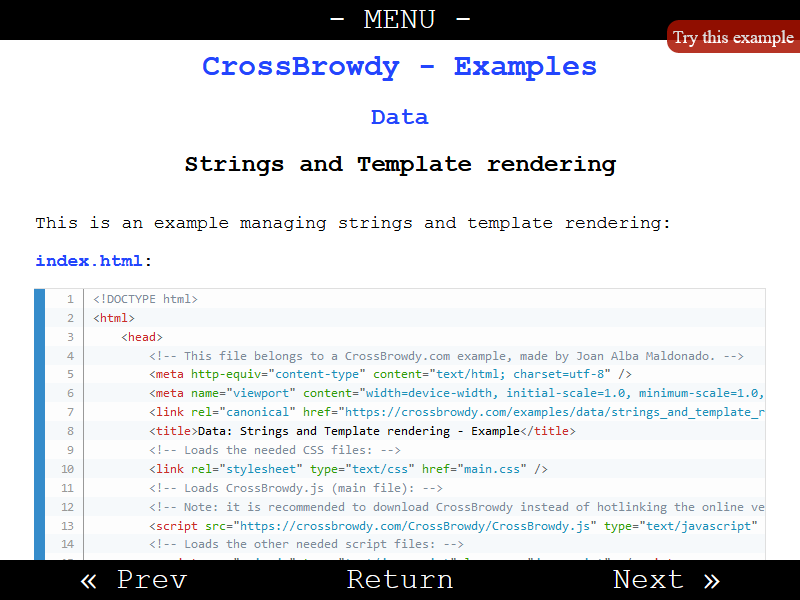 - MENU -
Try this example
CrossBrowdy - Examples
Data
Strings and Template rendering
This is an example managing strings and template rendering:
index.html:
1 <!DOCTYPE html>
2 <html>
3 <head>
4 <!-- This file belongs to a CrossBrowdy.com example, made by Joan Alba Maldonado. -->
5 <meta http-equiv="content-type" content="text/html; charset=utf-8" />
6 <meta name="viewport" content="width=device-width, initial-scale=1.0, minimum-scale=1.0,
7 <link rel="canonical" href="https://crossbrowdy.com/examples/data/strings_and_template_r
8 <title>Data: Strings and Template rendering - Example</title>
9 <!-- Loads the needed CSS files: -->
10 <link rel="stylesheet" type="text/css" href="main.css" />
11 <!-- Loads CrossBrowdy.js (main file): -->
12 <!-- Note: it is recommended to download CrossBrowdy instead of hotlinking the online ve
13 <script src="https://crossbrowdy.com/CrossBrowdy/CrossBrowdy.js" type="text/javascript"
14 <!-- Loads the other needed script files: -->
« Prev Return Next »